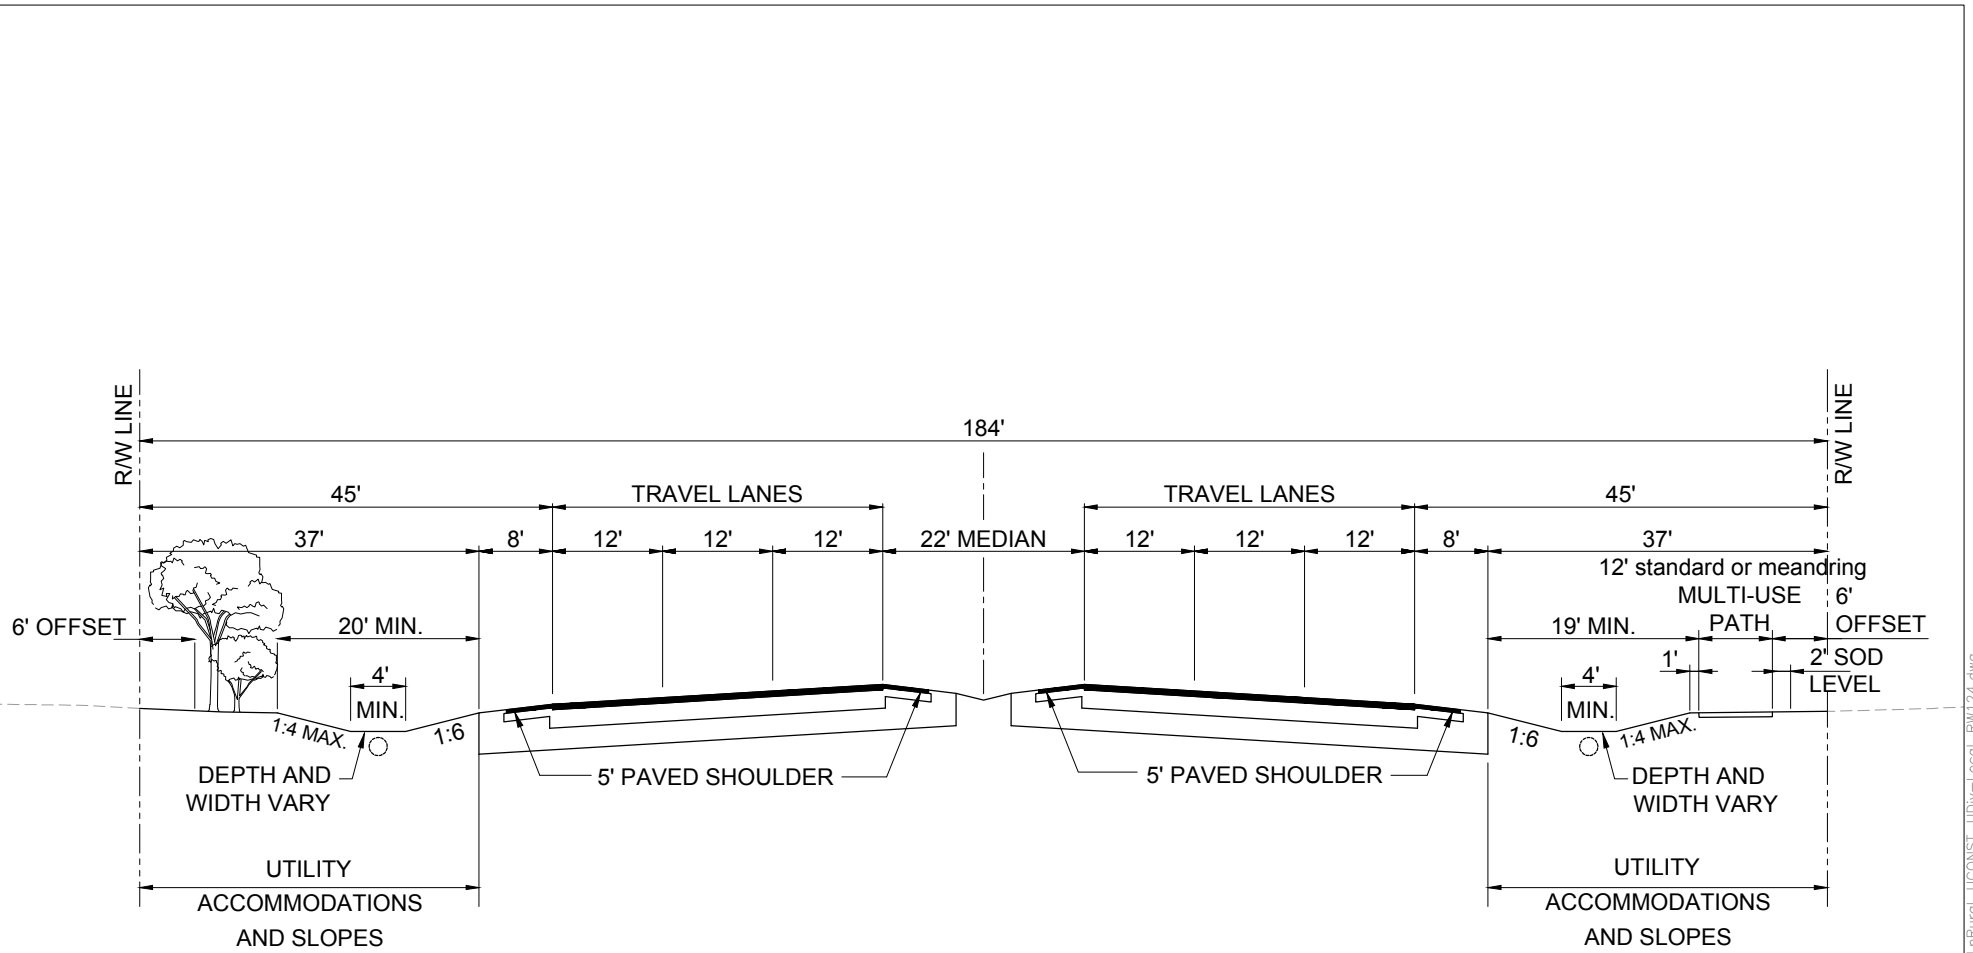 R/W LINE
R/W LINE
184'
45'
TRAVEL LANES
TRAVEL LANES
45'
37'
8'
12'
12'
12'
22' MEDIAN
12'
12'
12'
8'
37'
12' standard or meandring
MULTI-USE
PATH
6'
OFFSET
6' OFFSET
20' MIN.
19' MIN.
4'
MIN.
1'
4'
MIN.
2' SOD
LEVEL
1:4 MAX.
1:6
1:6
1:4 MAX.
DEPTH AND
WIDTH VARY
5' PAVED SHOULDER
5' PAVED SHOULDER
DEPTH AND
WIDTH VARY
UTILITY
ACCOMMODATIONS
AND SLOPES
UTILITY
ACCOMMODATIONS
AND SLOPES